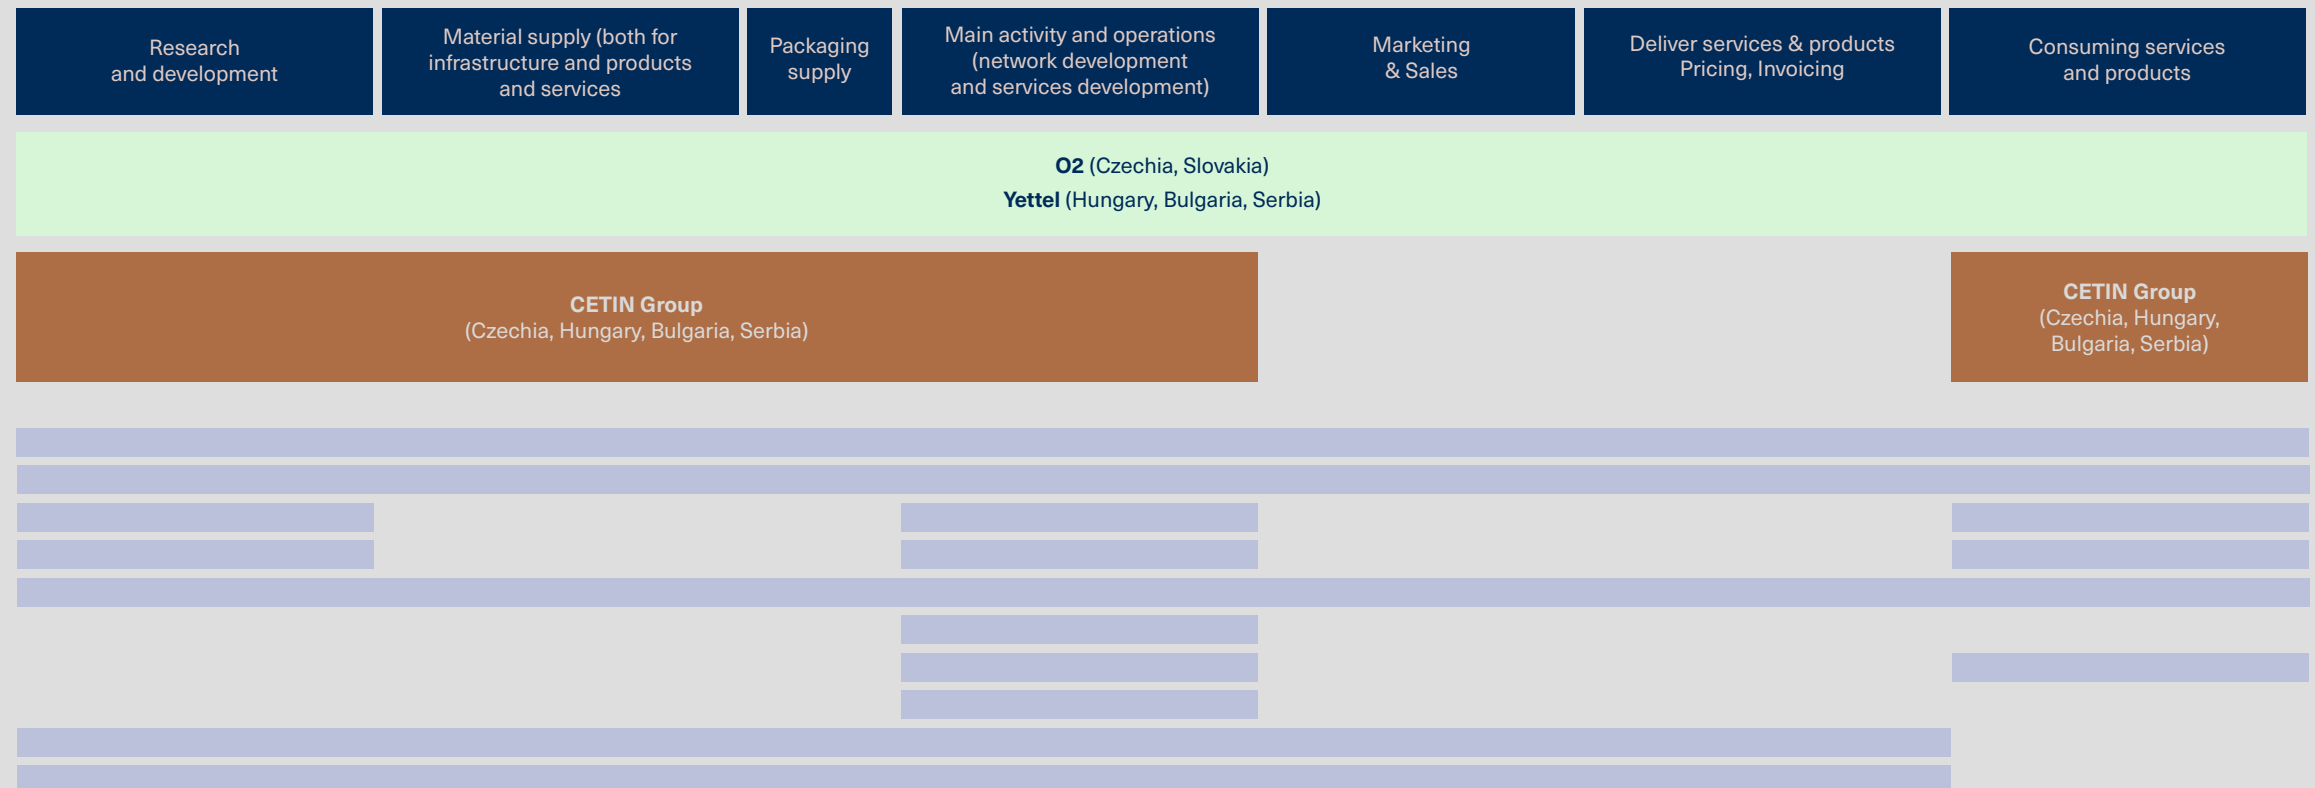 Research
and development
Material supply (both for
infrastructure and products
and services
Packaging
supply
Main activity and operations
(network development
and services development)
Marketing
& Sales
Deliver services & products
Pricing, Invoicing
Consuming services
and products
O2 (Czechia, Slovakia)
Yettel (Hungary, Bulgaria, Serbia)
CETIN Group
(Czechia, Hungary, Bulgaria, Serbia)
CETIN Group
(Czechia, Hungary,
Bulgaria, Serbia)